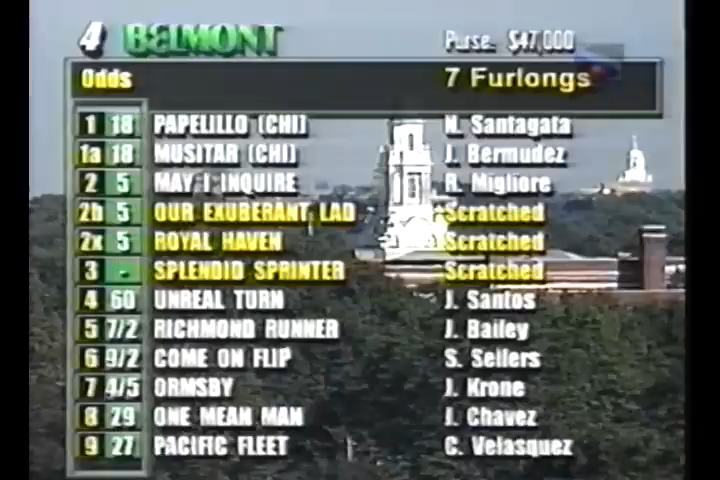 4 BELMONT Purse $47,000
Odds 7 Furlongs
1 18 PAPELILLO (CHI) N. Santagata
1a 18 MUSITAR (CHI) J. Bermudez
2 5 MAY I INQUIRE R. Migliore
2b 5 OUR EXUBERANT LAD Scratched
2x 5 ROYAL HAVEN Scratched
3 - SPLENDID SPRINTER Scratched
4 60 UNREAL TURN J. Santos
5 7/2 RICHMOND RUNNER J. Bailey
6 9/2 COME ON FLIP S. Sellers
7 4/5 ORMSBY J. Krone
8 29 ONE MEAN MAN J. Chavez
9 27 PACIFIC FLEET C. Velasquez